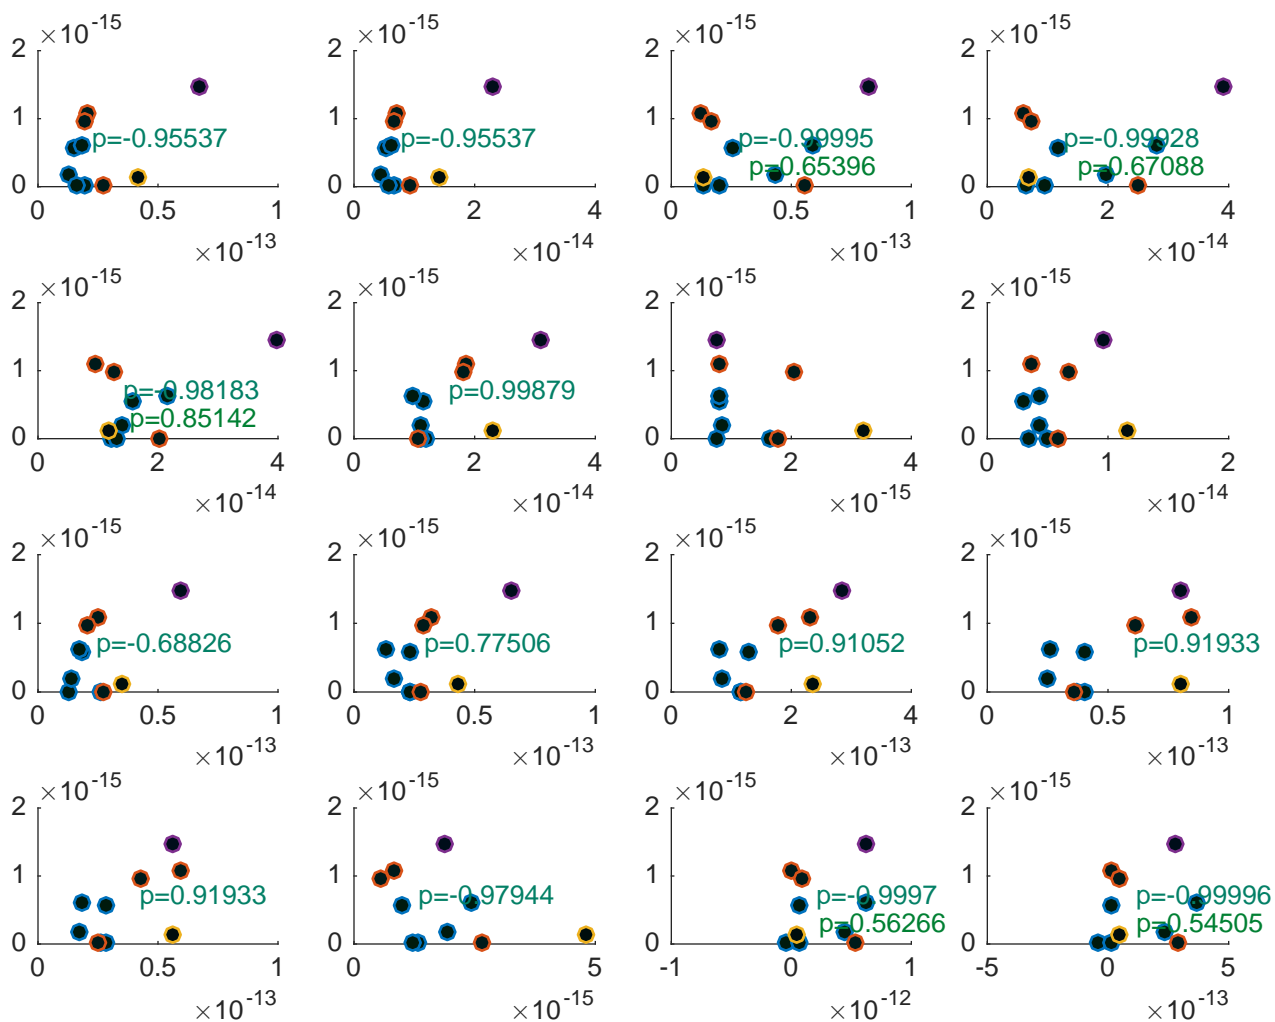 ×10-15 ×10-15 ×10-15 ×10-15
2 2 2 2
1 1 1 1
p=-0.95537 p=-0.95537 p=-0.99995 p=-0.99928
p=0.65396 p=0.67088
0 0 0 0
0 0.5 1 0 2 4 0 0.5 1 0 2 4
×10-13 ×10-14 ×10-13 ×10-14
×10-15 ×10-15 ×10-15 ×10-15
2 2 2 2
1 1 1 1
p=-0.98183 p=0.99879
p=0.85142
0 0 0 0
0 2 4 0 2 4 0 2 4 0 1 2
×10-14 ×10-14 ×10-15 ×10-14
×10-15 ×10-15 ×10-15 ×10-15
2 2 2 2
1 1 1 1
p=-0.68826 p=0.77506 p=0.91052 p=0.91933
0 0 0 0
0 0.5 1 0 0.5 1 0 2 4 0 0.5 1
×10-13 ×10-13 ×10-13 ×10-13
×10-15 ×10-15 ×10-15 ×10-15
2 2 2 2
1 1 1 1
p=0.91933 p=-0.97944 p=-0.9997 p=-0.99996
p=0.56266 p=0.54505
0 0 0 0
0 0.5 1 0 5 -1 0 1 -5 0 5
×10-13 ×10-15 ×10-12 ×10-13